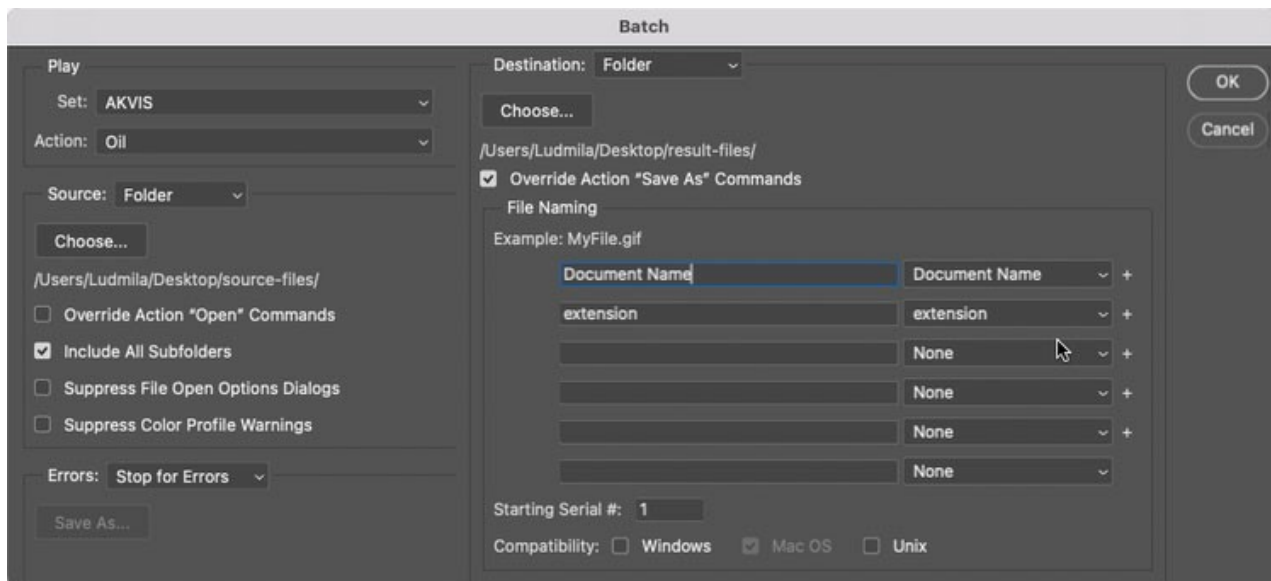 Batch
Play
Set: AKVIS
Action: Oil
Source: Folder
Choose...
/Users/Ludmila/Desktop/source-files/
Override Action "Open" Commands
Include All Subfolders
Suppress File Open Options Dialogs
Suppress Color Profile Warnings
Errors: Stop for Errors
Save As...
Destination: Folder
Choose...
/Users/Ludmila/Desktop/result-files/
Override Action "Save As" Commands
File Naming
Example: MyFile.gif
Document Name Document Name +
extension extension +
None +
None +
None +
None
Starting Serial #: 1
Compatibility: Windows Mac OS Unix
OK
Cancel